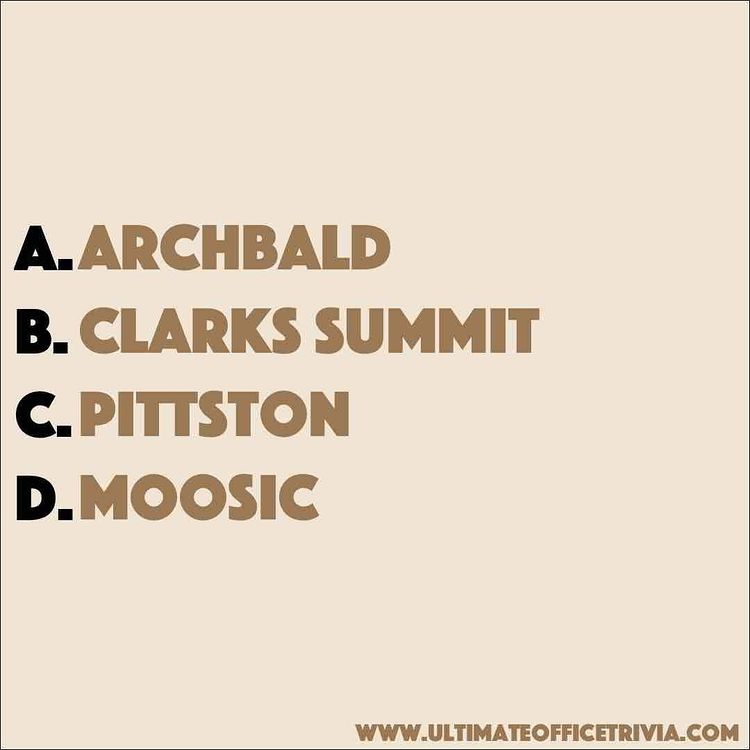 A. ARCHBALD
B. CLARKS SUMMIT
C. PITTSTON
D. MOOSIC
WWW.ULTIMATEOFFICETRIVIA.COM